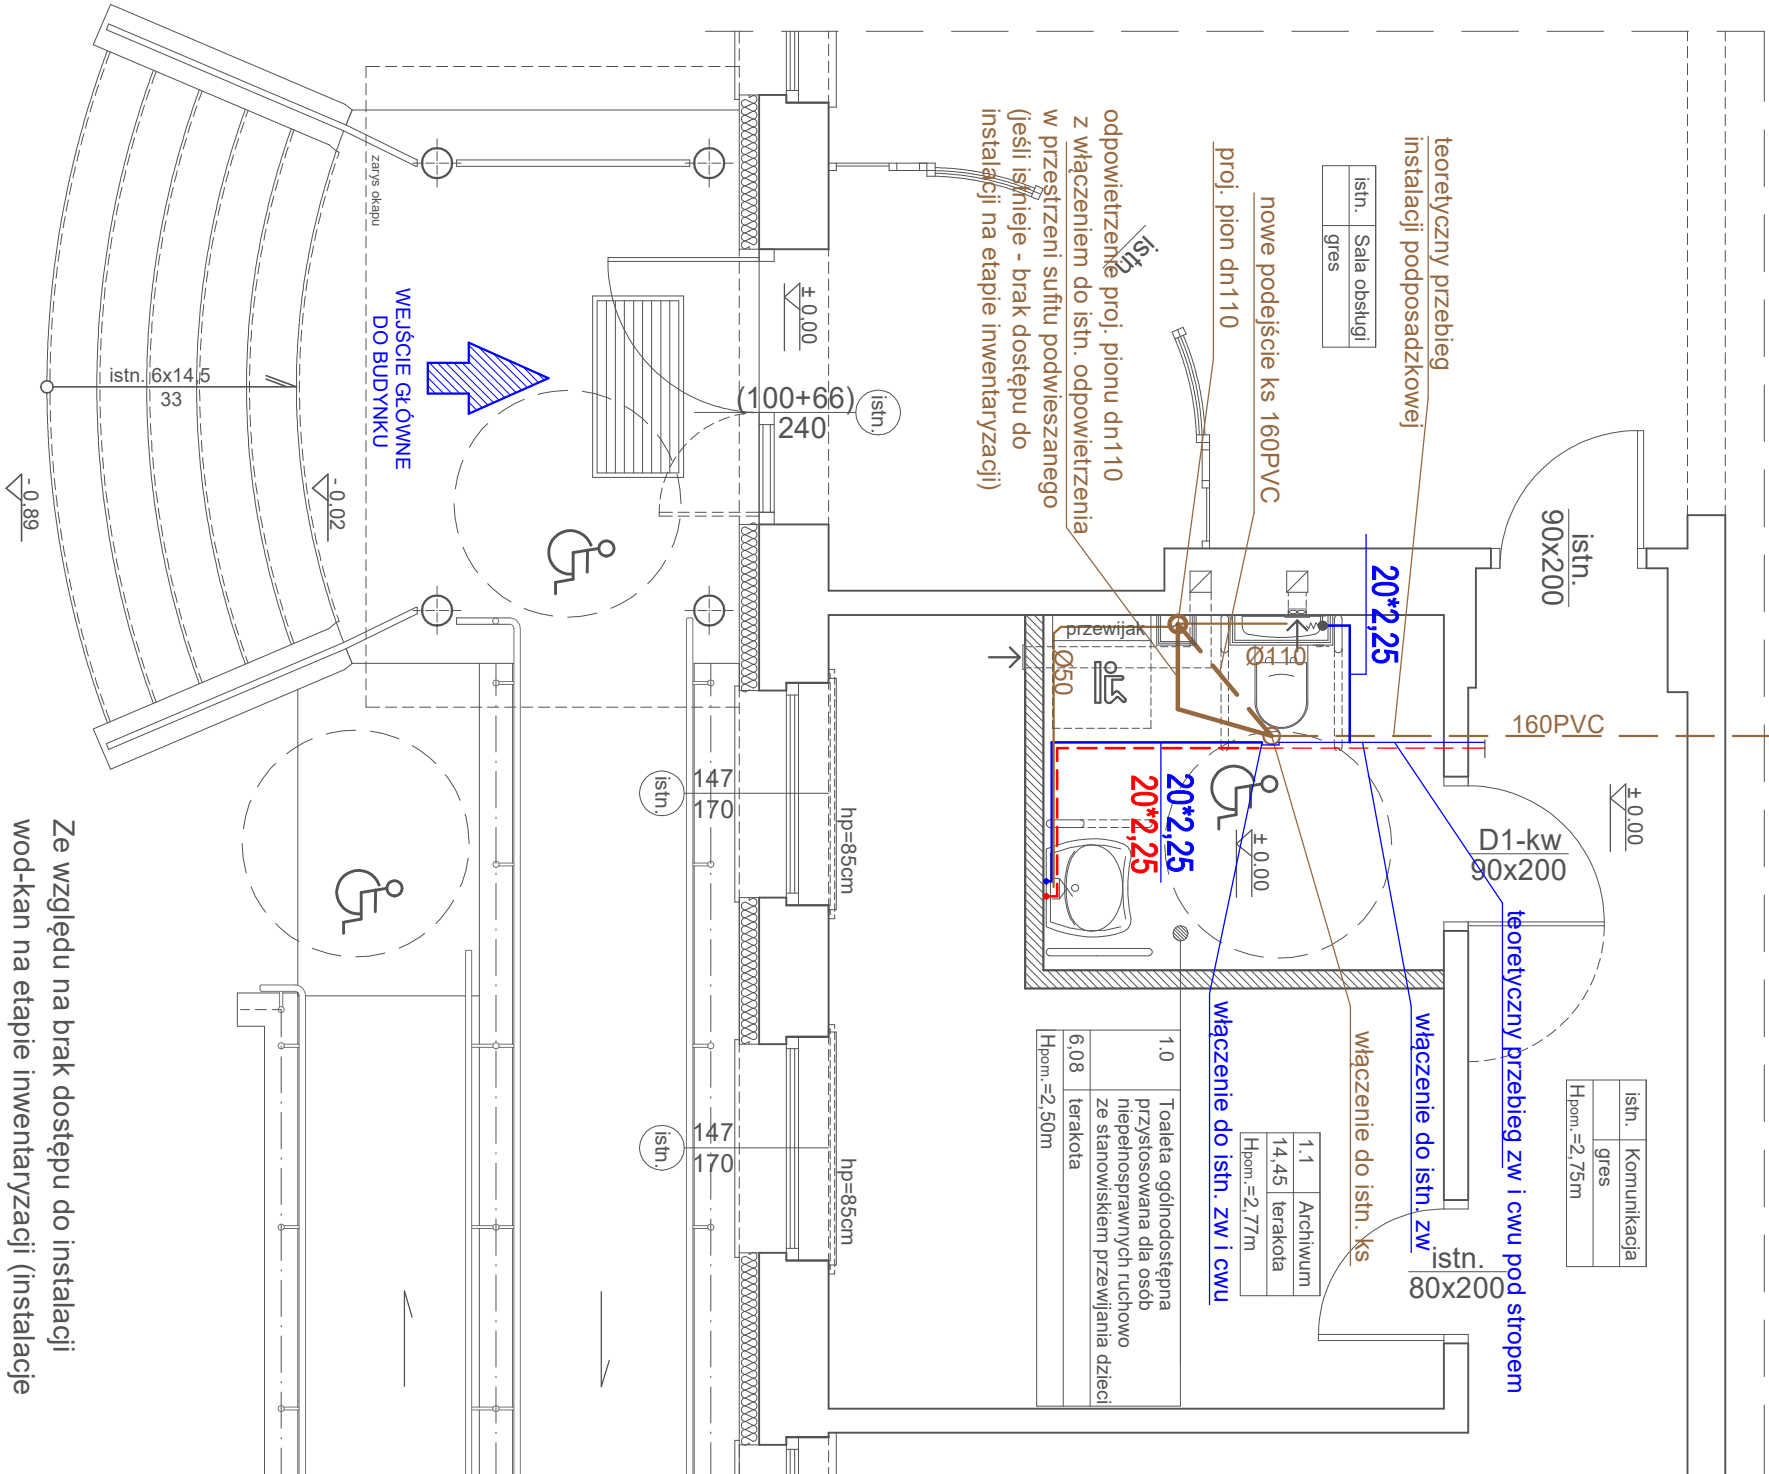 teoretyczny przebieg
instalacji podposadzkowej
istn. Sala obsługi
gres
nowe podejście ks 160PVC
proj. pion dn110
odpowietrzenie proj. pionu dn110
z włączeniem do istn. odpowietrzenia
w przestrzeni sufitu podwieszanego
(jeśli istnieje - brak dostępu do
instalacji na etapie inwentaryzacji)
istn.
zarys okapu
WEJŚCIE GŁÓWNE
DO BUDYNKU
± 0.00
(100+66)
240
istn.
istn. 6x14,5
33
-0,02
-0,89
istn.
90x200
20*2,25
160PVC
przewijak
Ø50
Ø110
20*2,25
20*2,25
± 0.00
± 0.00
D1-kw
90x200
147
170
istn.
hp=85cm
147
170
istn.
hp=85cm
teoretyczny przebieg zw i cwu pod stropem
włączenie do istn. zw
włączenie do istn. ks
włączenie do istn. zw i cwu
istn. Komunikacja
gres
Hpom.=2,75m
1.1 Archiwum
14,45 terakota
Hpom.=2,77m
istn.
80x200
1.0 Toaleta ogólnodostępna
przystosowana dla osób
niepełnosprawnych ruchowo
ze stanowiskiem przewijania dzieci
6,08 terakota
Hpom.=2,50m
Ze względu na brak dostępu do instalacji
wod-kan na etapie inwentaryzacji (instalacje